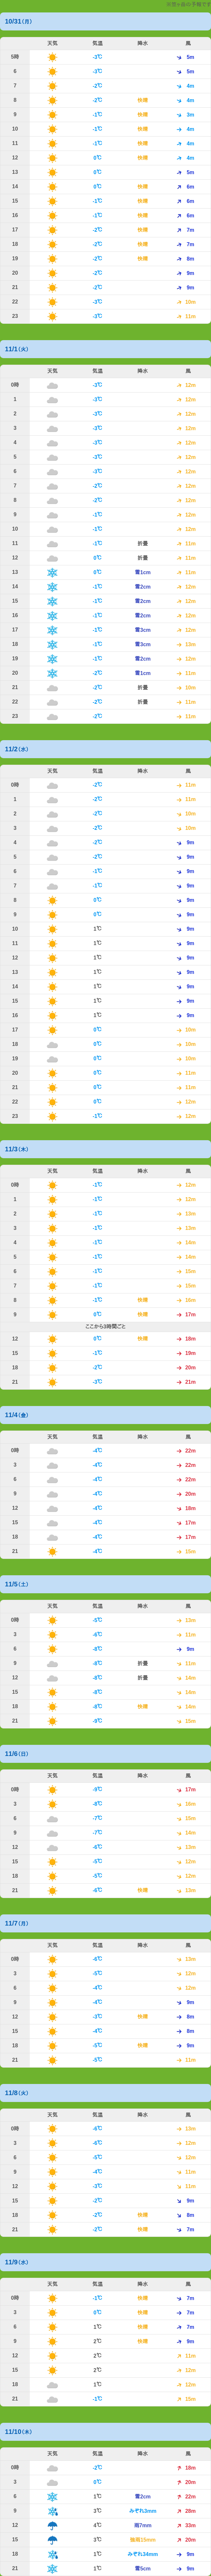 10/31(月)
天気 気温 降水 風
5時 -3℃ 5m
6 -3℃ 5m
7 -2℃ 4m
8 -2℃ 快晴 4m
9 -1℃ 快晴 3m
10 -1℃ 快晴 4m
11 -1℃ 快晴 4m
12 0℃ 快晴 4m
13 0℃ 5m
14 0℃ 快晴 6m
15 -1℃ 快晴 6m
16 -1℃ 快晴 6m
17 -2℃ 快晴 7m
18 -2℃ 快晴 7m
19 -2℃ 快晴 8m
20 -2℃ 9m
21 -2℃ 9m
22 -3℃ 10m
23 -3℃ 11m
11/1(火)
天気 気温 降水 風
0時 -3℃ 12m
1 -3℃ 12m
2 -3℃ 12m
3 -3℃ 12m
4 -3℃ 12m
5 -3℃ 12m
6 -3℃ 12m
7 -2℃ 12m
8 -2℃ 12m
9 -1℃ 12m
10 -1℃ 12m
11 -1℃ 折曇 11m
12 0℃ 折曇 11m
13 0℃ 雪1cm 11m
14 -1℃ 雪2cm 12m
15 -1℃ 雪2cm 12m
16 -1℃ 雪2cm 12m
17 -1℃ 雪3cm 12m
18 -1℃ 雪3cm 13m
19 -1℃ 雪2cm 12m
20 -2℃ 雪1cm 11m
21 -2℃ 折曇 10m
22 -2℃ 折曇 11m
23 -2℃ 11m
11/2(水)
天気 気温 降水 風
0時 -2℃ 11m
1 -2℃ 11m
2 -2℃ 10m
3 -2℃ 10m
4 -2℃ 9m
5 -2℃ 9m
6 -1℃ 9m
7 -1℃ 9m
8 0℃ 9m
9 0℃ 9m
10 1℃ 9m
11 1℃ 9m
12 1℃ 9m
13 1℃ 9m
14 1℃ 9m
15 1℃ 9m
16 1℃ 9m
17 0℃ 10m
18 0℃ 10m
19 0℃ 10m
20 0℃ 11m
21 0℃ 11m
22 0℃ 12m
23 -1℃ 12m
11/3(木)
天気 気温 降水 風
0時 -1℃ 12m
1 -1℃ 12m
2 -1℃ 13m
3 -1℃ 13m
4 -1℃ 14m
5 -1℃ 14m
6 -1℃ 15m
7 -1℃ 15m
8 -1℃ 快晴 16m
9 0℃ 快晴 17m
ここから3時間ごと
12 0℃ 快晴 18m
15 -1℃ 19m
18 -2℃ 20m
21 -3℃ 21m
11/4(金)
天気 気温 降水 風
0時 -4℃ 22m
3 -4℃ 22m
6 -4℃ 22m
9 -4℃ 20m
12 -4℃ 18m
15 -4℃ 17m
18 -4℃ 17m
21 -4℃ 15m
11/5(土)
天気 気温 降水 風
0時 -5℃ 13m
3 -6℃ 11m
6 -8℃ 9m
9 -8℃ 折曇 11m
12 -8℃ 折曇 14m
15 -8℃ 14m
18 -8℃ 快晴 14m
21 -8℃ 15m
11/6(日)
天気 気温 降水 風
0時 -9℃ 17m
3 -8℃ 16m
6 -7℃ 15m
9 -7℃ 14m
12 -6℃ 13m
15 -5℃ 12m
18 -5℃ 12m
21 -6℃ 快晴 13m
11/7(月)
天気 気温 降水 風
0時 -6℃ 13m
3 -5℃ 12m
6 -4℃ 12m
9 -4℃ 9m
12 -3℃ 快晴 8m
15 -4℃ 8m
18 -5℃ 快晴 9m
21 -5℃ 11m
11/8(火)
天気 気温 降水 風
0時 -6℃ 12m
3 -6℃ 12m
6 -5℃ 12m
9 -4℃ 11m
12 -3℃ 11m
15 -2℃ 9m
18 -2℃ 快晴 8m
21 -2℃ 快晴 7m
11/9(水)
天気 気温 降水 風
0時 -1℃ 快晴 7m
3 0℃ 快晴 7m
6 1℃ 快晴 7m
9 2℃ 快晴 9m
12 2℃ 11m
15 2℃ 12m
18 1℃ 12m
21 -1℃ 15m
11/10(木)
天気 気温 降水 風
0時 -2℃ 18m
3 0℃ 20m
6 1℃ 雪2cm 22m
9 3℃ みぞれ3mm 28m
12 4℃ 雨7mm 33m
15 3℃ 強雨15mm 20m
18 1℃ みぞれ34mm 9m
21 1℃ 雪5cm 9m